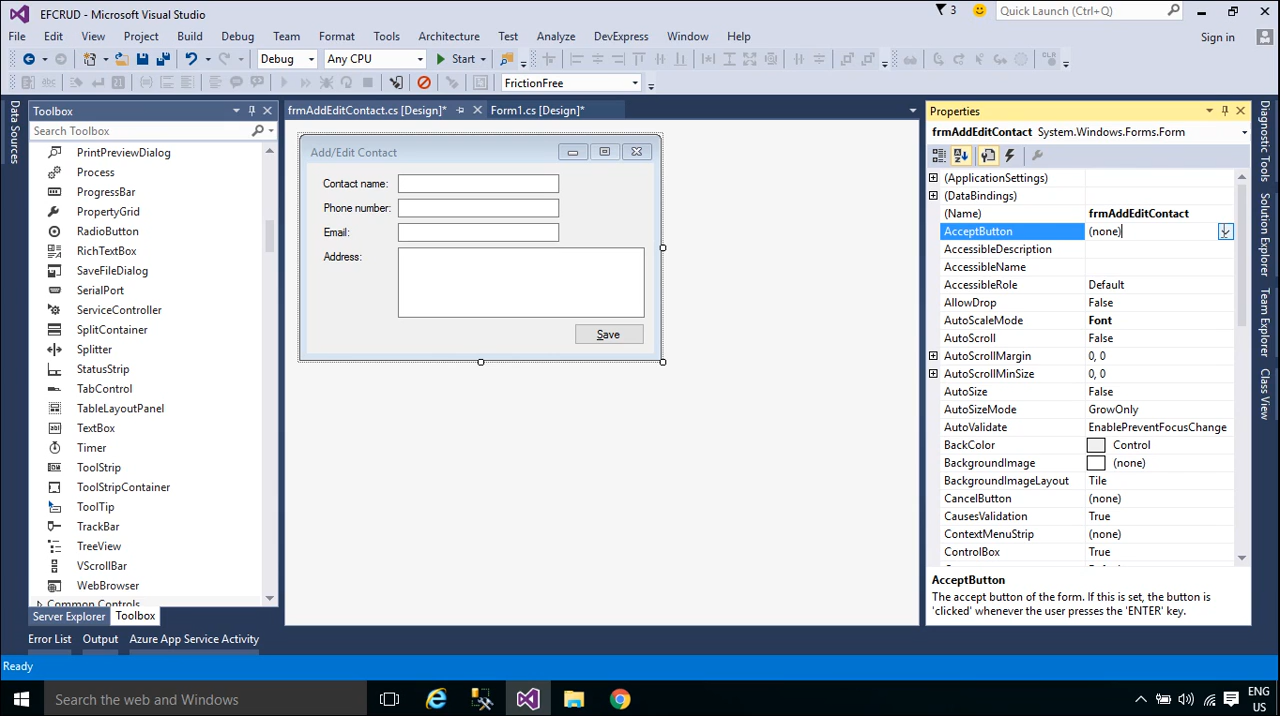 EFCRUD - Microsoft Visual Studio
3
Quick Launch (Ctrl+Q)
File Edit View Project Build Debug Team Format Tools Architecture Test Analyze DevExpress Window Help
Sign in
Debug Any CPU Start
FrictionFree
Data Sources
Toolbox
Search Toolbox
PrintPreviewDialog
Process
ProgressBar
PropertyGrid
RadioButton
RichTextBox
SaveFileDialog
SerialPort
ServiceController
SplitContainer
Splitter
StatusStrip
TabControl
TableLayoutPanel
TextBox
Timer
ToolStrip
ToolStripContainer
ToolTip
TrackBar
TreeView
VScrollBar
WebBrowser
Common Controls
Server Explorer Toolbox
frmAddEditContact.cs [Design]* Form1.cs [Design]*
Add/Edit Contact
Contact name:
Phone number:
Email:
Address:
Save
Properties
frmAddEditContact System.Windows.Forms.Form
(ApplicationSettings)
(DataBindings)
(Name) frmAddEditContact
AcceptButton (none)
AccessibleDescription
AccessibleName
AccessibleRole Default
AllowDrop False
AutoScaleMode Font
AutoScroll False
AutoScrollMargin 0, 0
AutoScrollMinSize 0, 0
AutoSize False
AutoSizeMode GrowOnly
AutoValidate EnablePreventFocusChange
BackColor Control
BackgroundImage (none)
BackgroundImageLayout Tile
CancelButton (none)
CausesValidation True
ContextMenuStrip (none)
ControlBox True
AcceptButton
The accept button of the form. If this is set, the button is
'clicked' whenever the user presses the 'ENTER' key.
Diagnostic Tools
Solution Explorer
Team Explorer
Class View
Error List Output Azure App Service Activity
Ready
Search the web and Windows
ENG
US